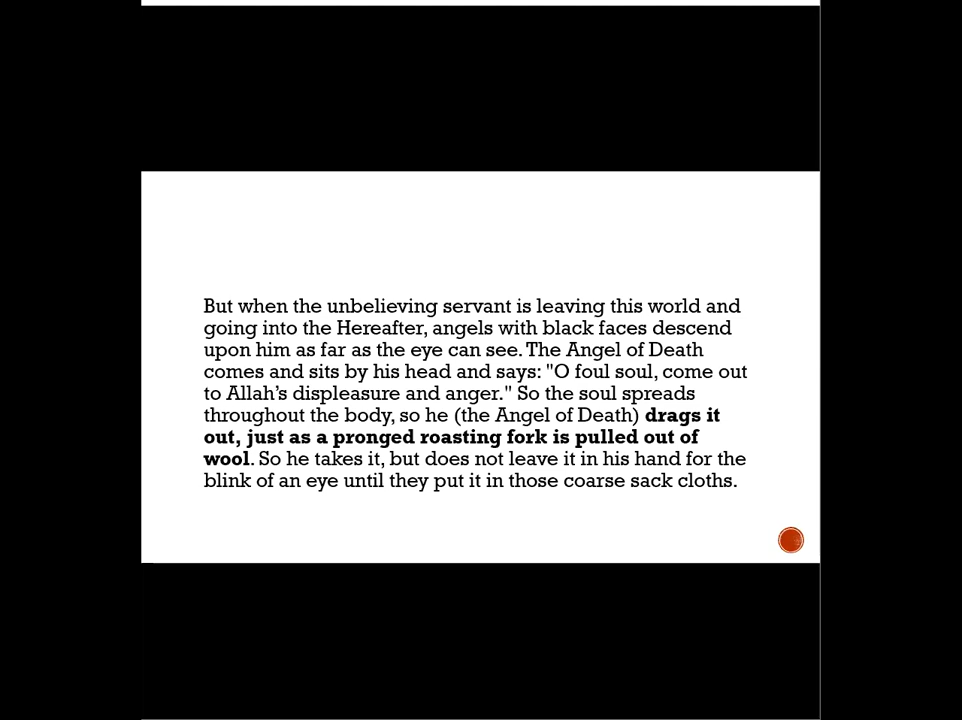 But when the unbelieving servant is leaving this world and
going into the Hereafter, angels with black faces descend
upon him as far as the eye can see. The Angel of Death
comes and sits by his head and says: "O foul soul, come out
to Allah's displeasure and anger." So the soul spreads
throughout the body, so he (the Angel of Death) drags it
out, just as a pronged roasting fork is pulled out of
wool. So he takes it, but does not leave it in his hand for the
blink of an eye until they put it in those coarse sack cloths.